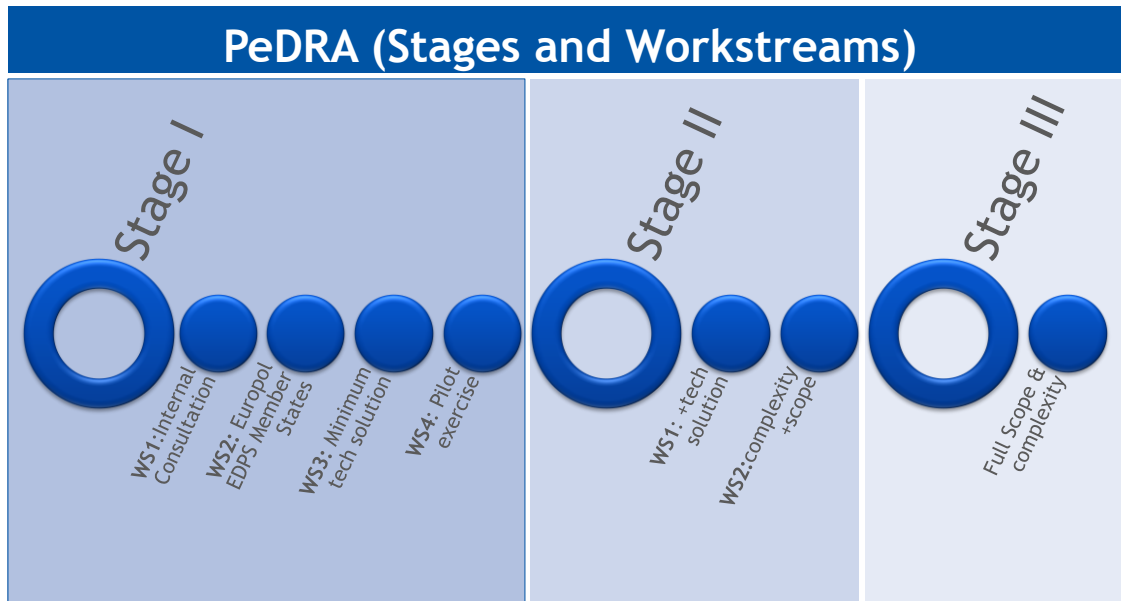 PeDRA (Stages and Workstreams)
Stage I
WS1:Internal
Consultation
WS2: Europol
EDPS Member
States
WS3: Minimum
tech solution
WS4: Pilot
exercise
Stage II
WS1: +tech
solution
WS2:complexity
+scope
Stage III
Full Scope &
complexity